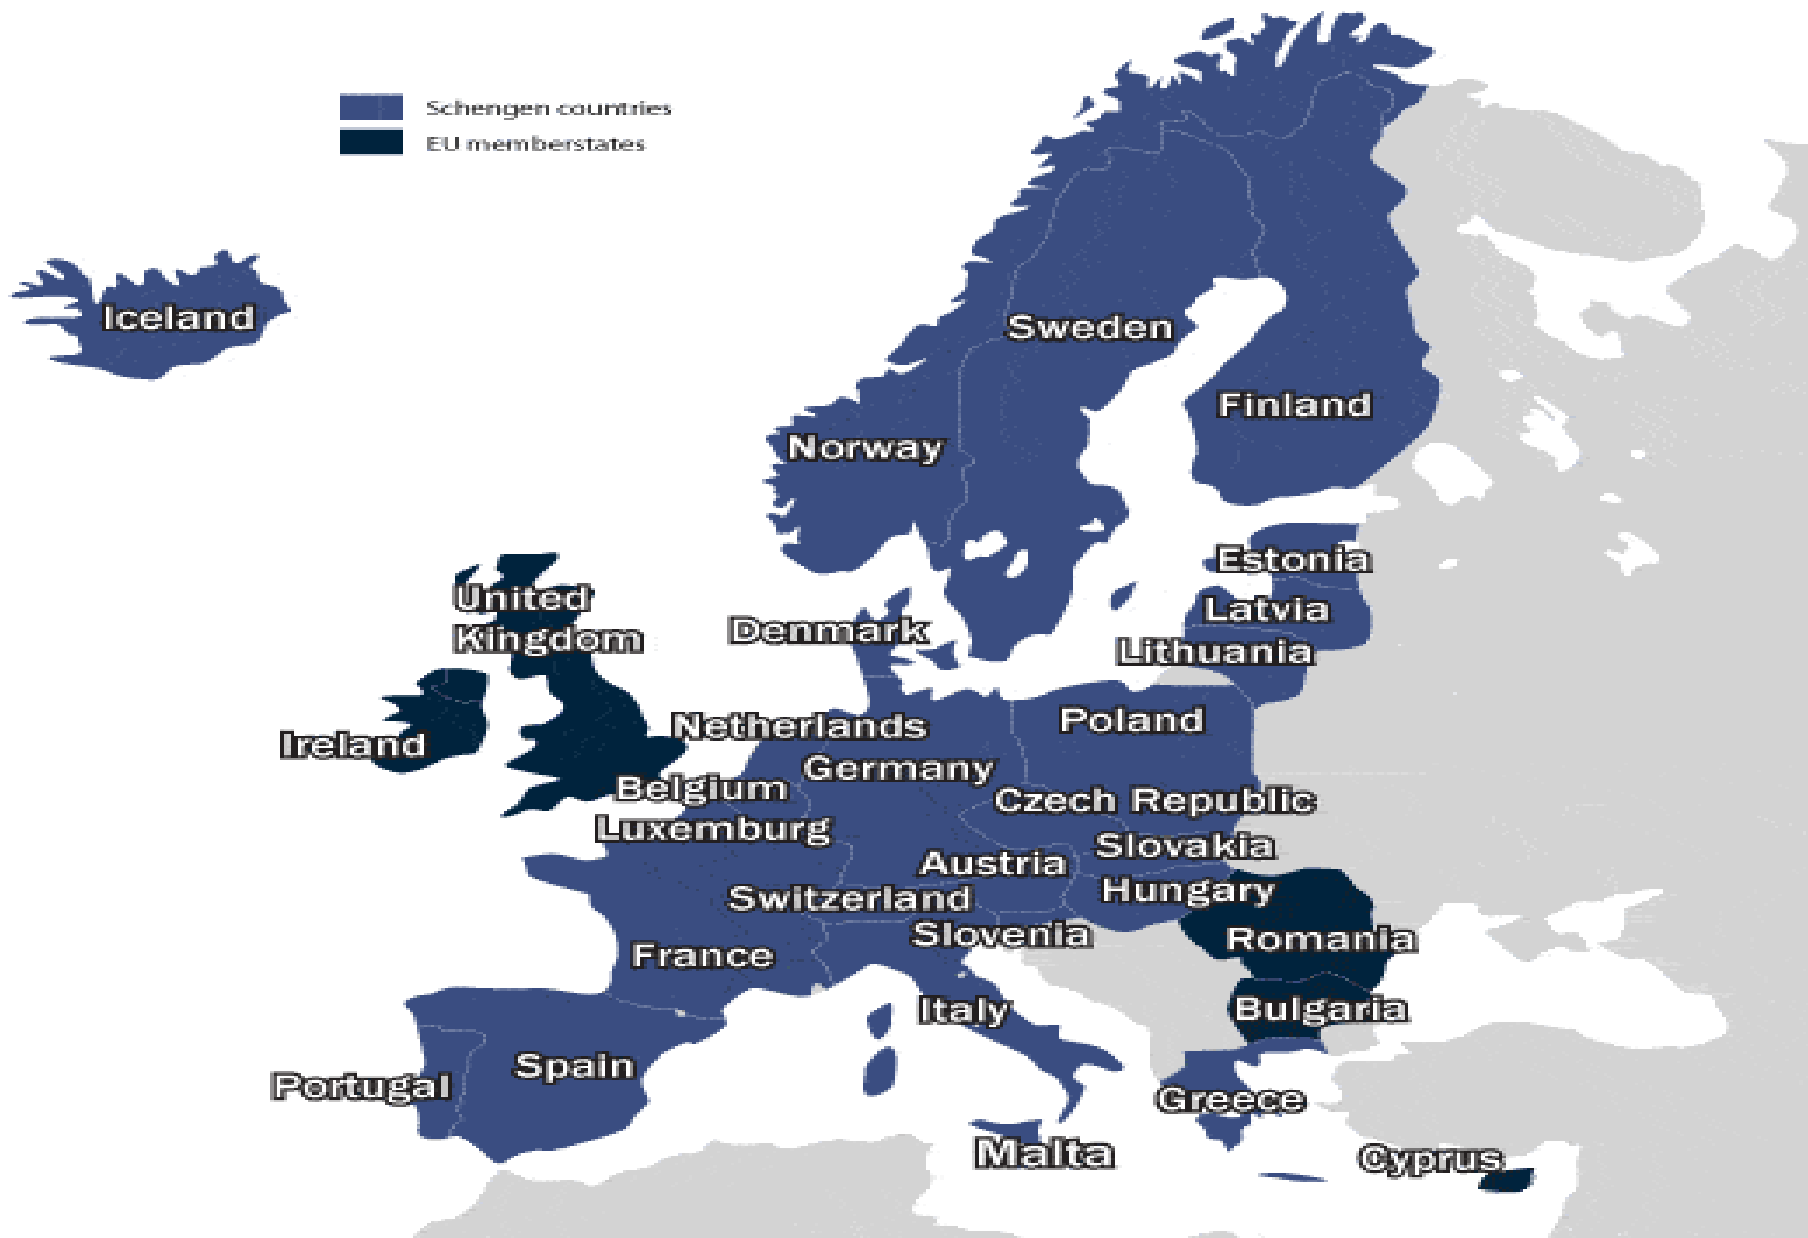 Schengen countries
EU memberstates
Iceland
Sweden
Finland
Norway
Estonia
United
Kingdom
Latvia
Denmark
Lithuania
Poland
Netherlands
Ireland
Germany
Belgium
Czech Republic
Luxemburg
Slovakia
Austria
Hungary
Switzerland
Slovenia
Romania
France
Italy
Bulgaria
Spain
Portugal
Greece
Malta
Cyprus